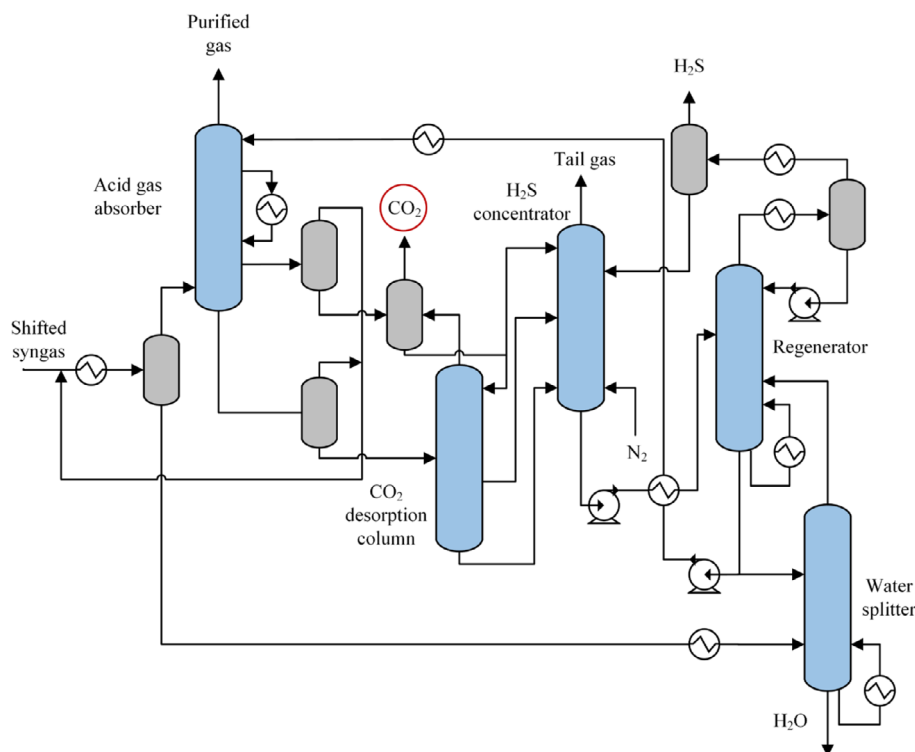 Purified
gas
H₂S
Tail gas
Acid gas
absorber
CO₂
H₂S
concentrator
Shifted
syngas
Regenerator
N₂
CO₂
desorption
column
Water
splitter
H₂O